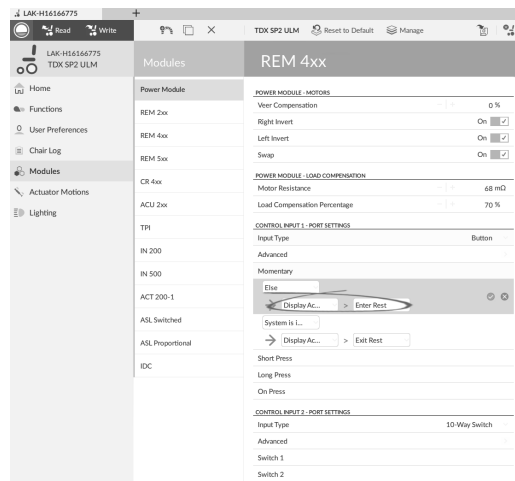 LAK-H16166775
+
Read
Write
TDX SP2 ULM
Reset to Default
Manage
LAK-H16166775
TDX SP2 ULM
Home
Functions
User Preferences
Chair Log
Modules
Actuator Motions
Lighting
Modules
Power Module
REM 2xx
REM 4xx
REM 5xx
CR 4xx
ACU 2xx
TPI
IN 200
IN 500
ACT 200-1
ASL Switched
ASL Proportional
IDC
REM 4xx
POWER MODULE - MOTORS
Veer Compensation 0 %
Right Invert On
Left Invert On
Swap On
POWER MODULE - LOAD COMPENSATION
Motor Resistance 68 mΩ
Load Compensation Percentage 70 %
CONTROL INPUT 1 - PORT SETTINGS
Input Type Button
Advanced
Momentary
Else
Display Ac... > Enter Rest
System is i...
Display Ac... > Exit Rest
Short Press
Long Press
On Press
CONTROL INPUT 2 - PORT SETTINGS
Input Type 10-Way Switch
Advanced
Switch 1
Switch 2